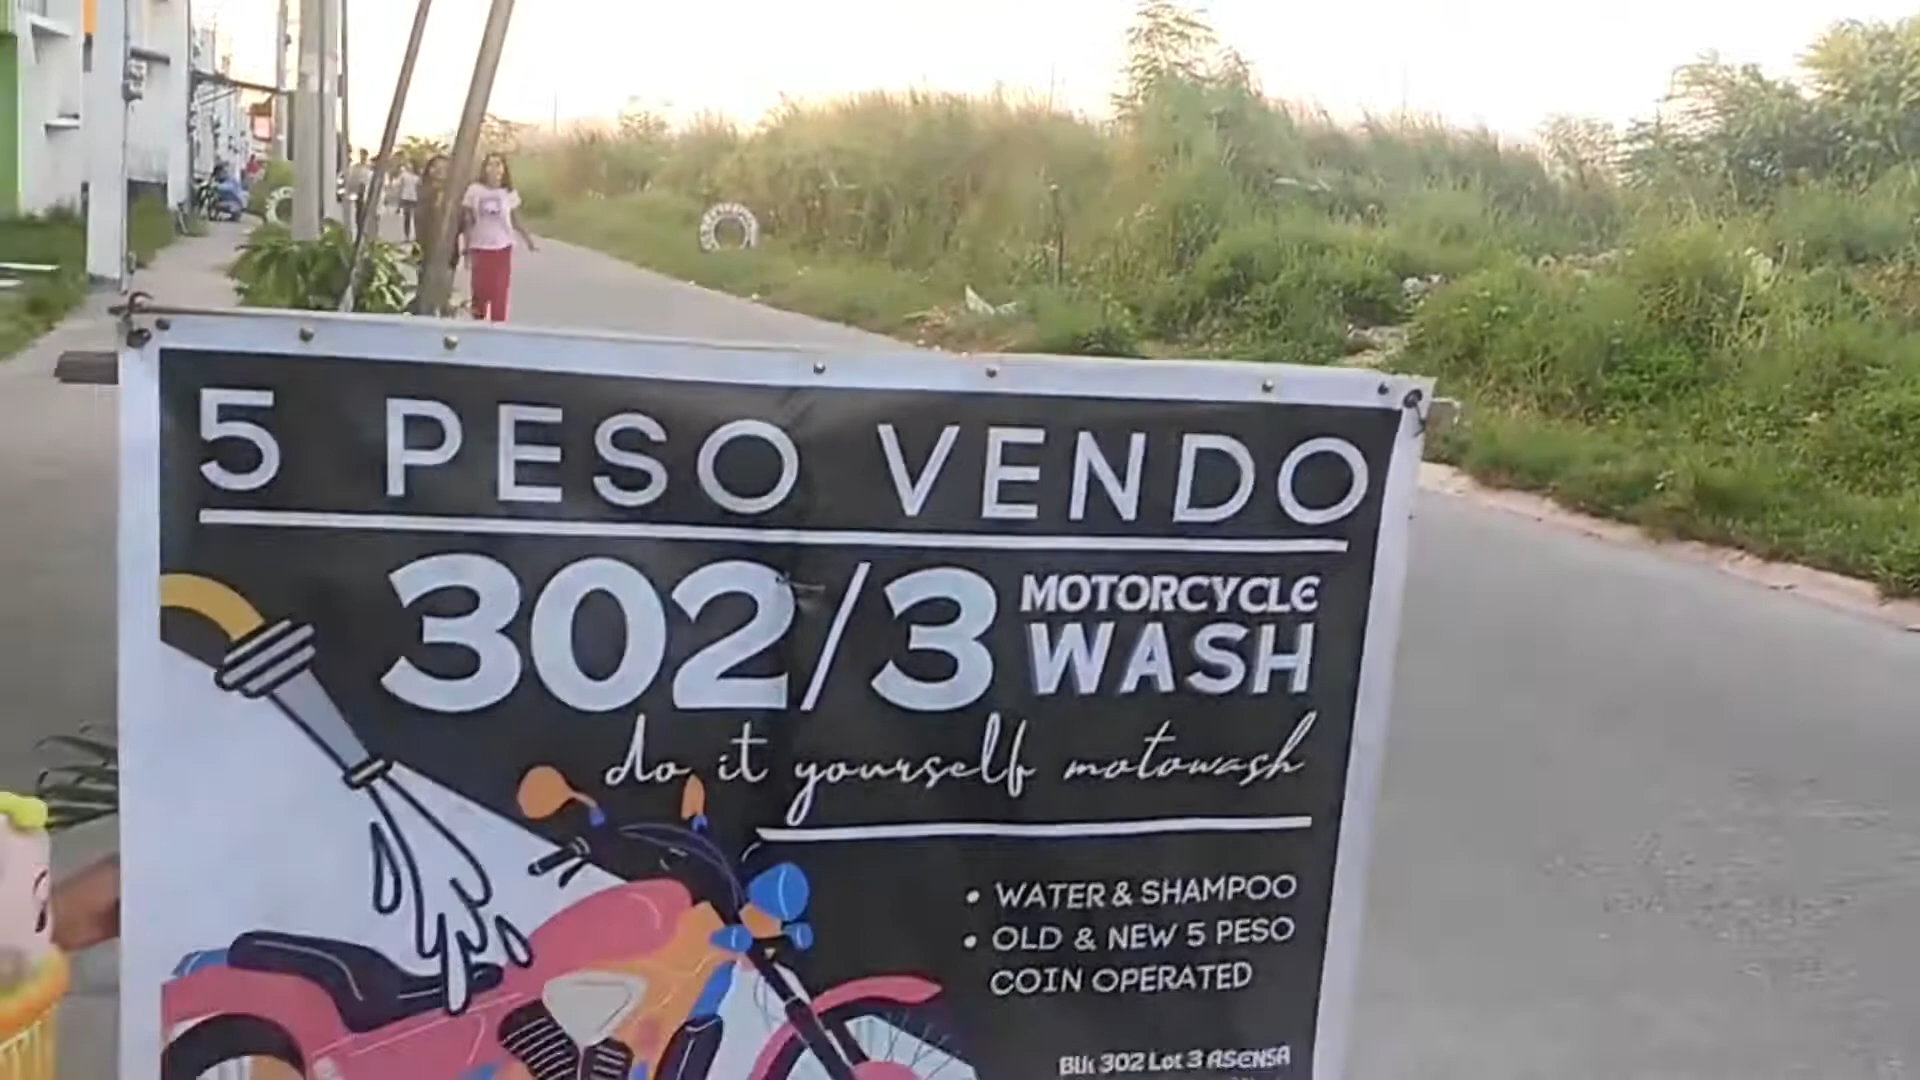 5 PESO VENDO
302/3 MOTORCYCLE
WASH
do it yourself motowash
• WATER & SHAMPOO
• OLD & NEW 5 PESO
COIN OPERATED
Blk 302 Lot 3 ASENSA